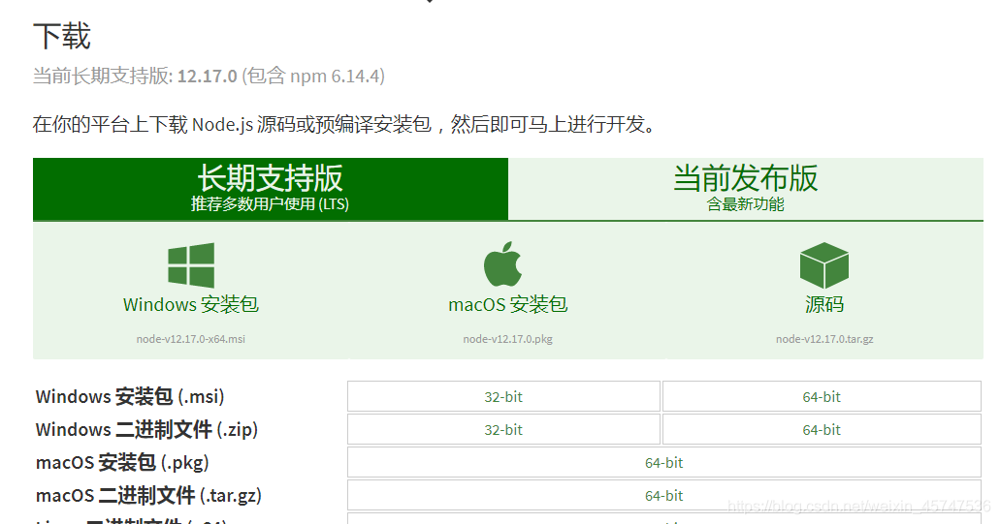 下载
当前长期支持版: 12.17.0 (包含 npm 6.14.4)
在你的平台上下载 Node.js 源码或预编译安装包，然后即可马上进行开发。
长期支持版
推荐多数用户使用 (LTS)
当前发布版
含最新功能
Windows 安装包
node-v12.17.0-x64.msi
macOS 安装包
node-v12.17.0.pkg
源码
node-v12.17.0.tar.gz
Windows 安装包 (.msi) 32-bit 64-bit
Windows 二进制文件 (.zip) 32-bit 64-bit
macOS 安装包 (.pkg) 64-bit
macOS 二进制文件 (.tar.gz) 64-bit
https://blog.csdn.net/weixin_45747536